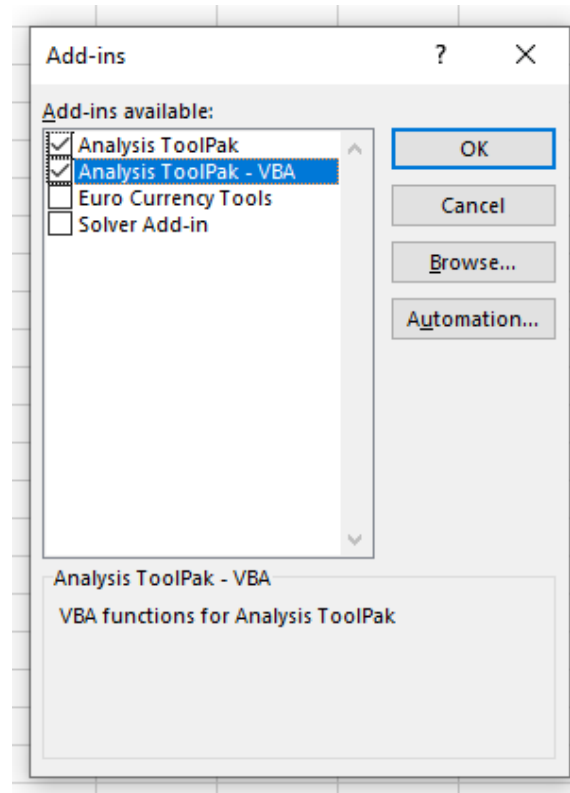 Add-ins
?
Add-ins available:
Analysis ToolPak
Analysis ToolPak - VBA
Euro Currency Tools
Solver Add-in
OK
Cancel
Browse...
Automation...
Analysis ToolPak - VBA
VBA functions for Analysis ToolPak